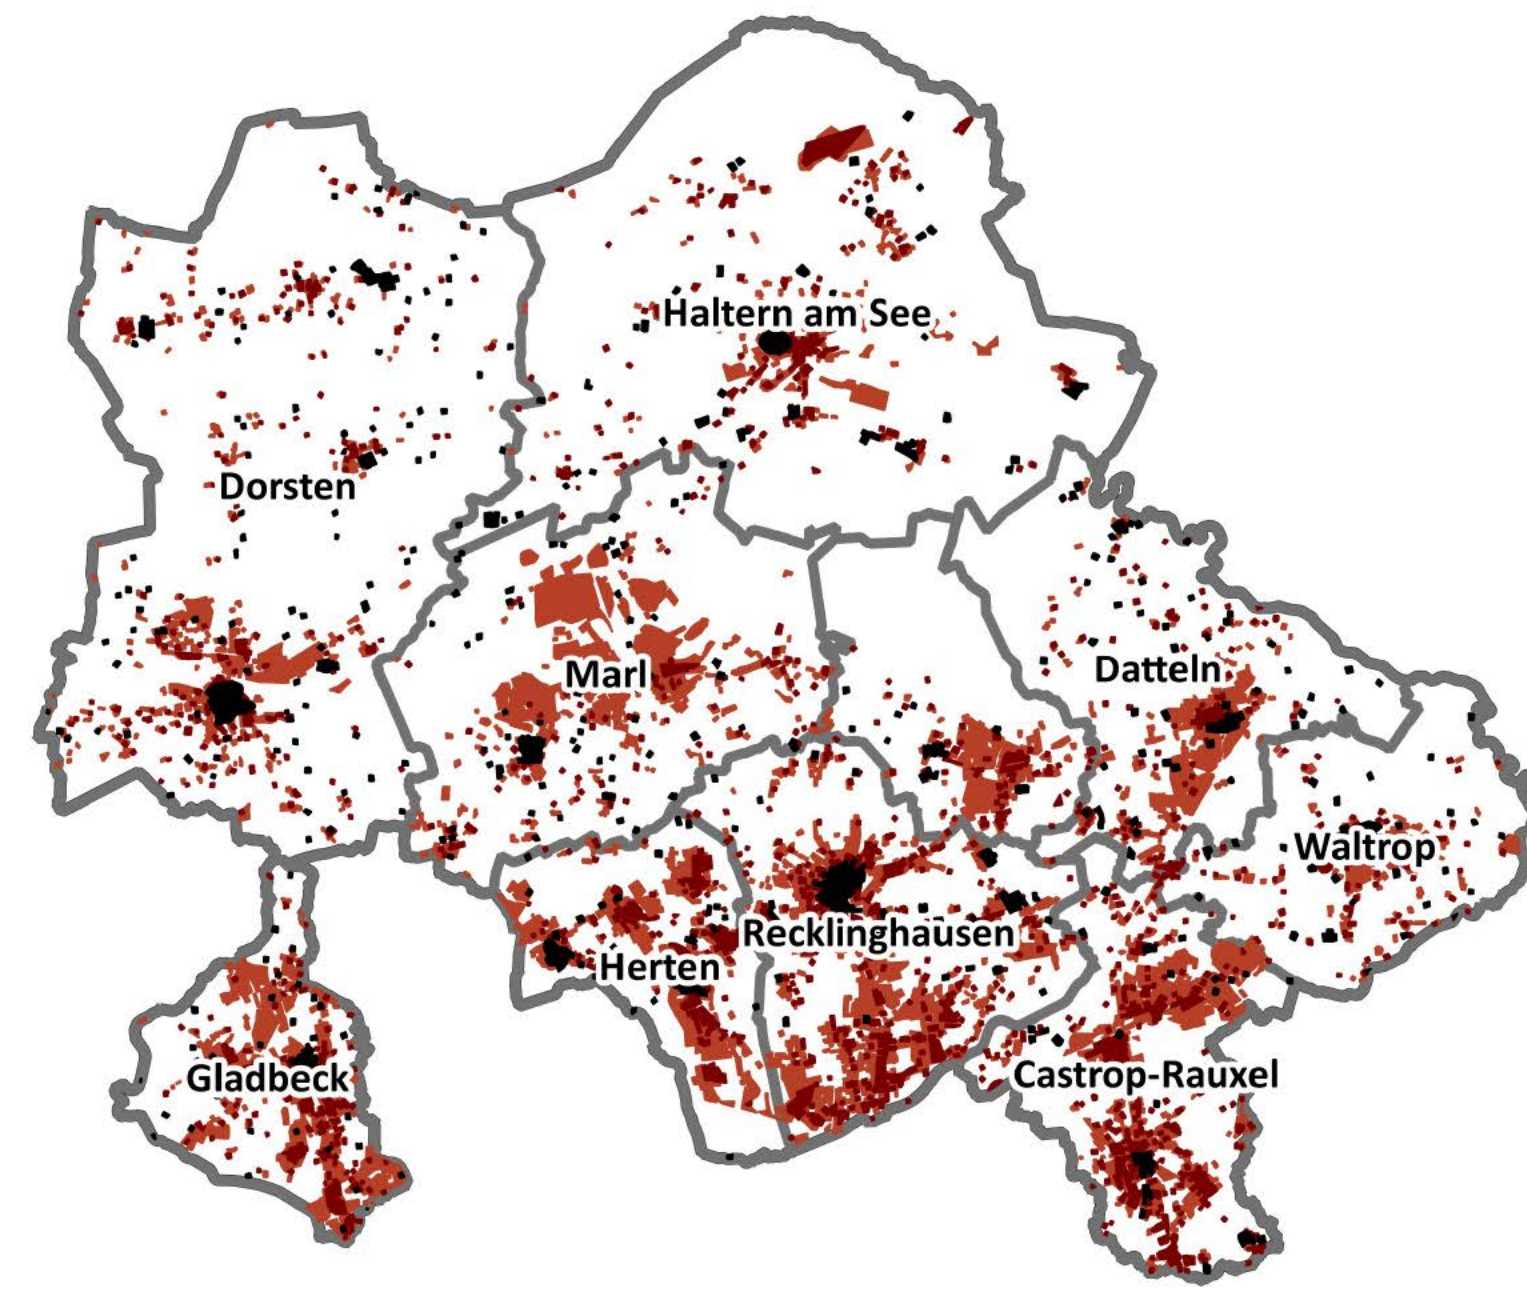 Haltern am See
Dorsten
Marl
Datteln
Waltrop
Recklinghausen
Herten
Gladbeck
Castrop-Rauxel